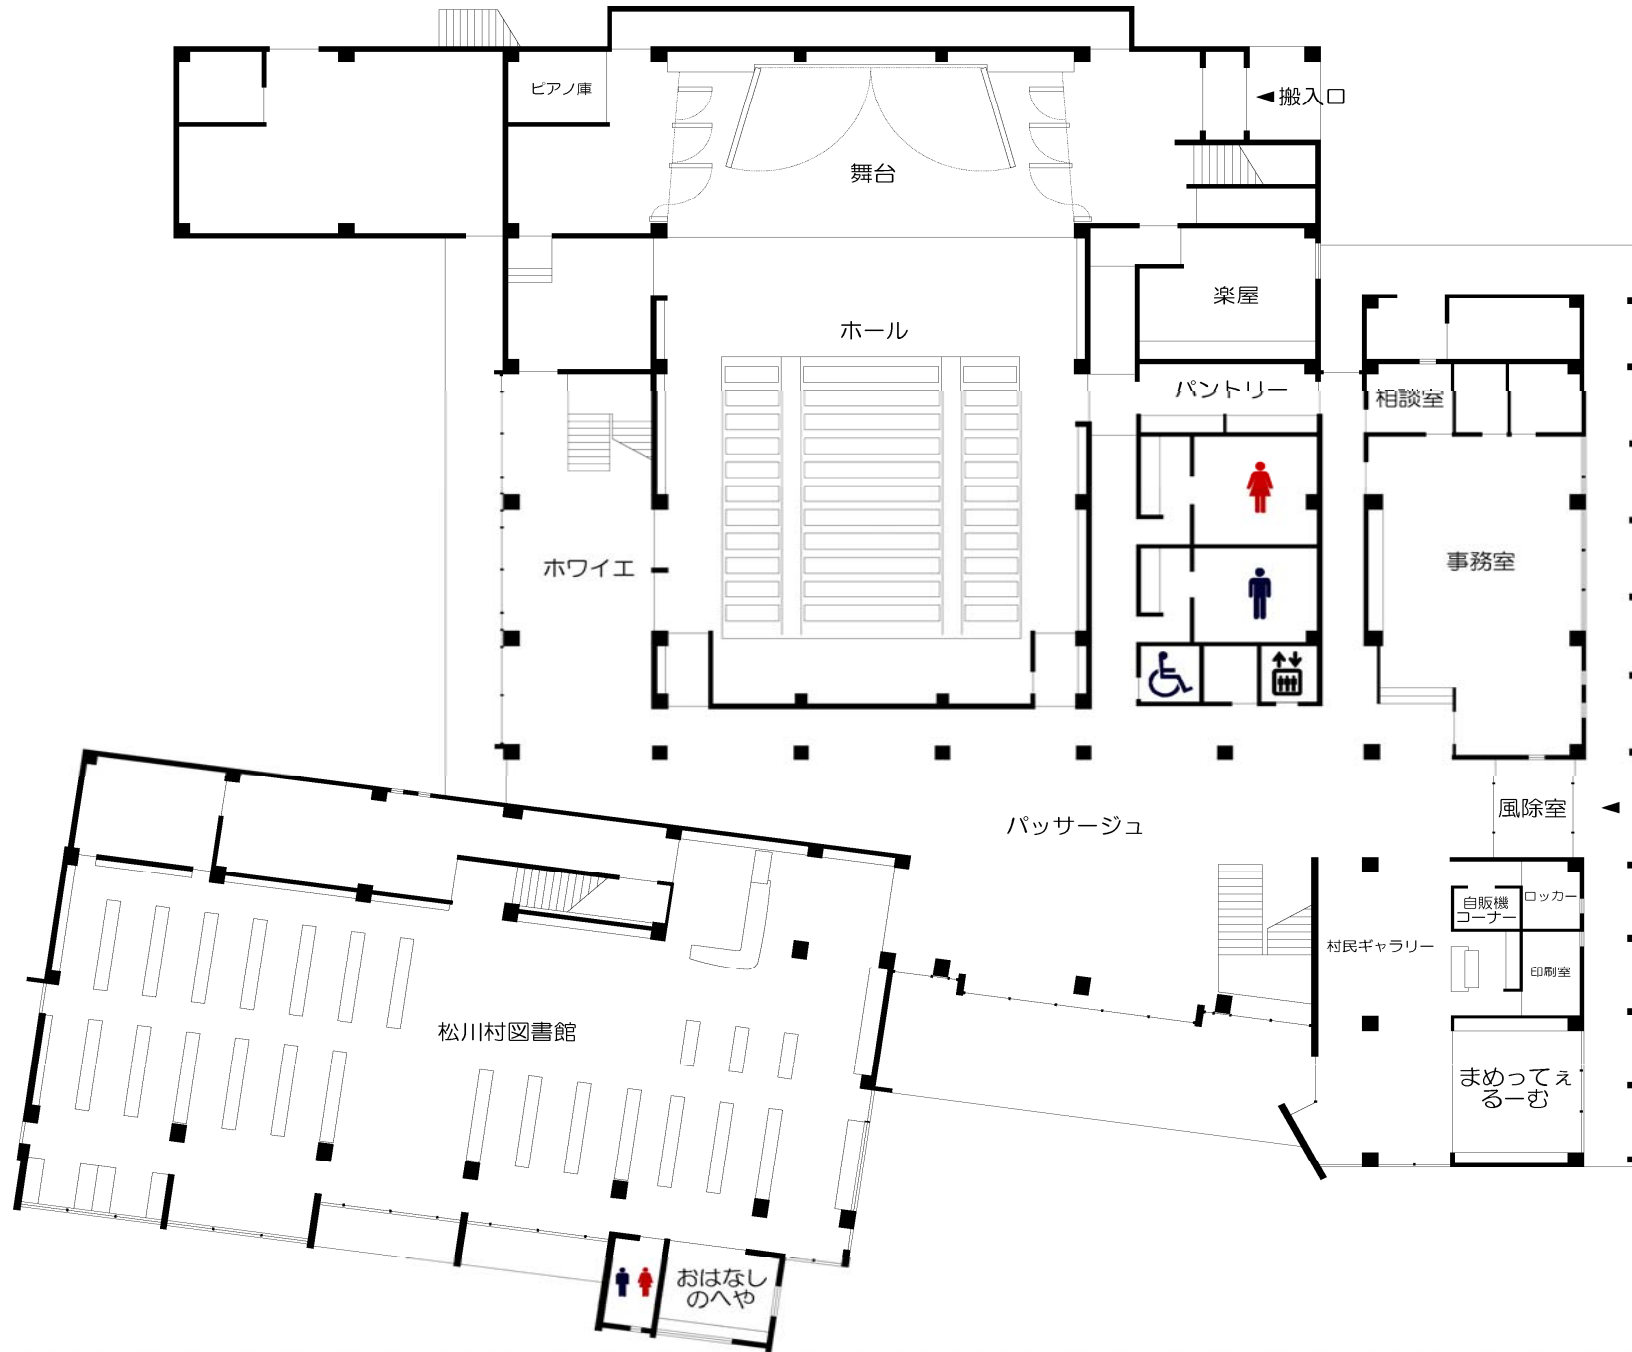 ピアノ庫
◄搬入口
舞台
楽屋
ホール
パントリー
相談室
ホワイエ
事務室
パッサージュ
風除室
◄
ロッカー
自販機
コーナー
村民ギャラリー
印刷室
松川村図書館
まめってぇ
るーむ
おはなし
のへや